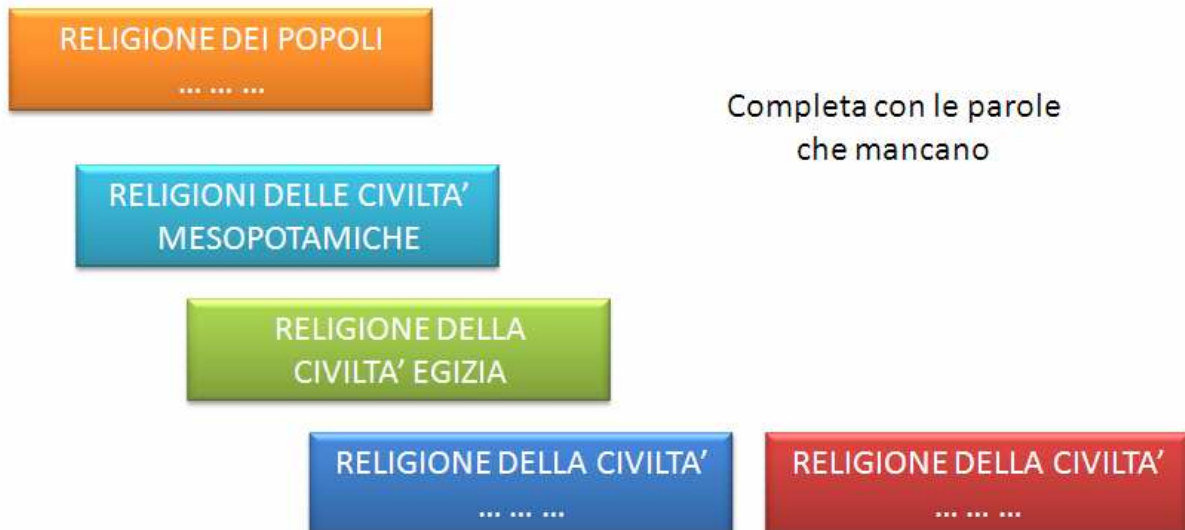 RELIGIONE DEI POPOLI
... ... ...
Completa con le parole
che mancano
RELIGIONI DELLE CIVILTA’
MESOPOTAMICHE
RELIGIONE DELLA
CIVILTA’ EGIZIA
RELIGIONE DELLA CIVILTA’
... ... ...
RELIGIONE DELLA CIVILTA’
... ... ...